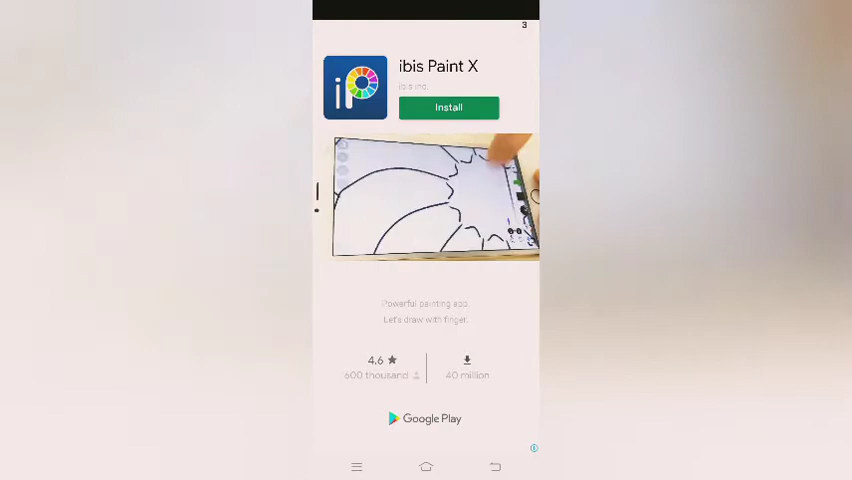 3
ibis Paint X
ibis inc.
Install
Powerful painting app.
Let's draw with finger.
4.6
600 thousand
40 million
Google Play